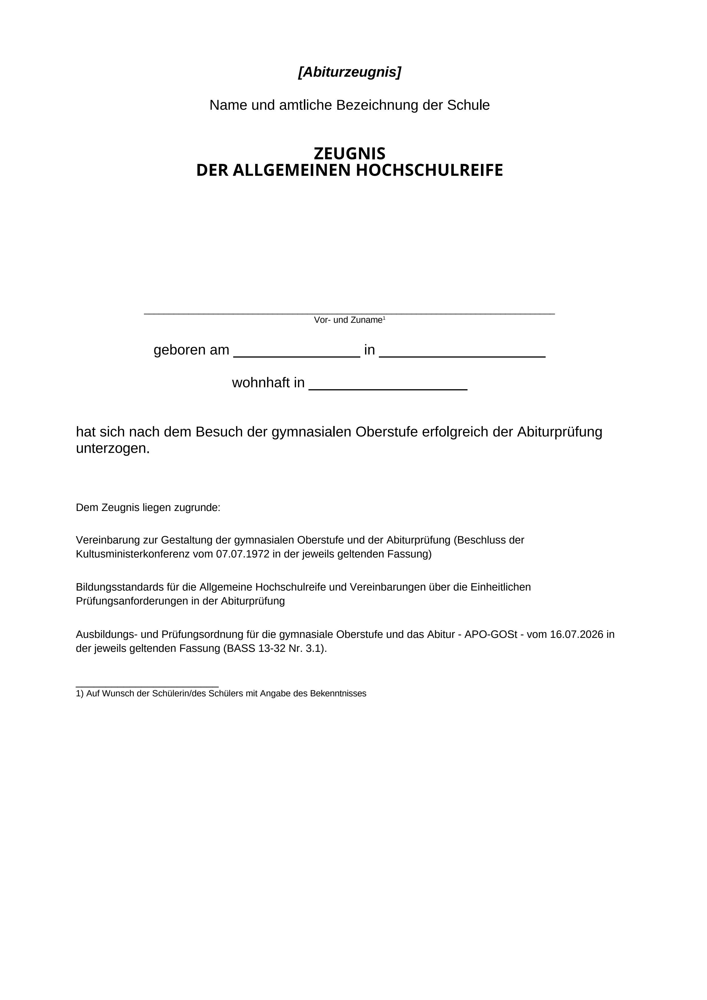 [Abiturzeugnis]
Name und amtliche Bezeichnung der Schule
ZEUGNIS
DER ALLGEMEINEN HOCHSCHULREIFE
Vor- und Zuname¹
geboren am ________________ in _____________________
wohnhaft in ____________________
hat sich nach dem Besuch der gymnasialen Oberstufe erfolgreich der Abiturprüfung
unterzogen.
Dem Zeugnis liegen zugrunde:
Vereinbarung zur Gestaltung der gymnasialen Oberstufe und der Abiturprüfung (Beschluss der
Kultusministerkonferenz vom 07.07.1972 in der jeweils geltenden Fassung)
Bildungsstandards für die Allgemeine Hochschulreife und Vereinbarungen über die Einheitlichen
Prüfungsanforderungen in der Abiturprüfung
Ausbildungs- und Prüfungsordnung für die gymnasiale Oberstufe und das Abitur - APO-GOSt - vom 16.07.2026 in
der jeweils geltenden Fassung (BASS 13-32 Nr. 3.1).
1) Auf Wunsch der Schülerin/des Schülers mit Angabe des Bekenntnisses